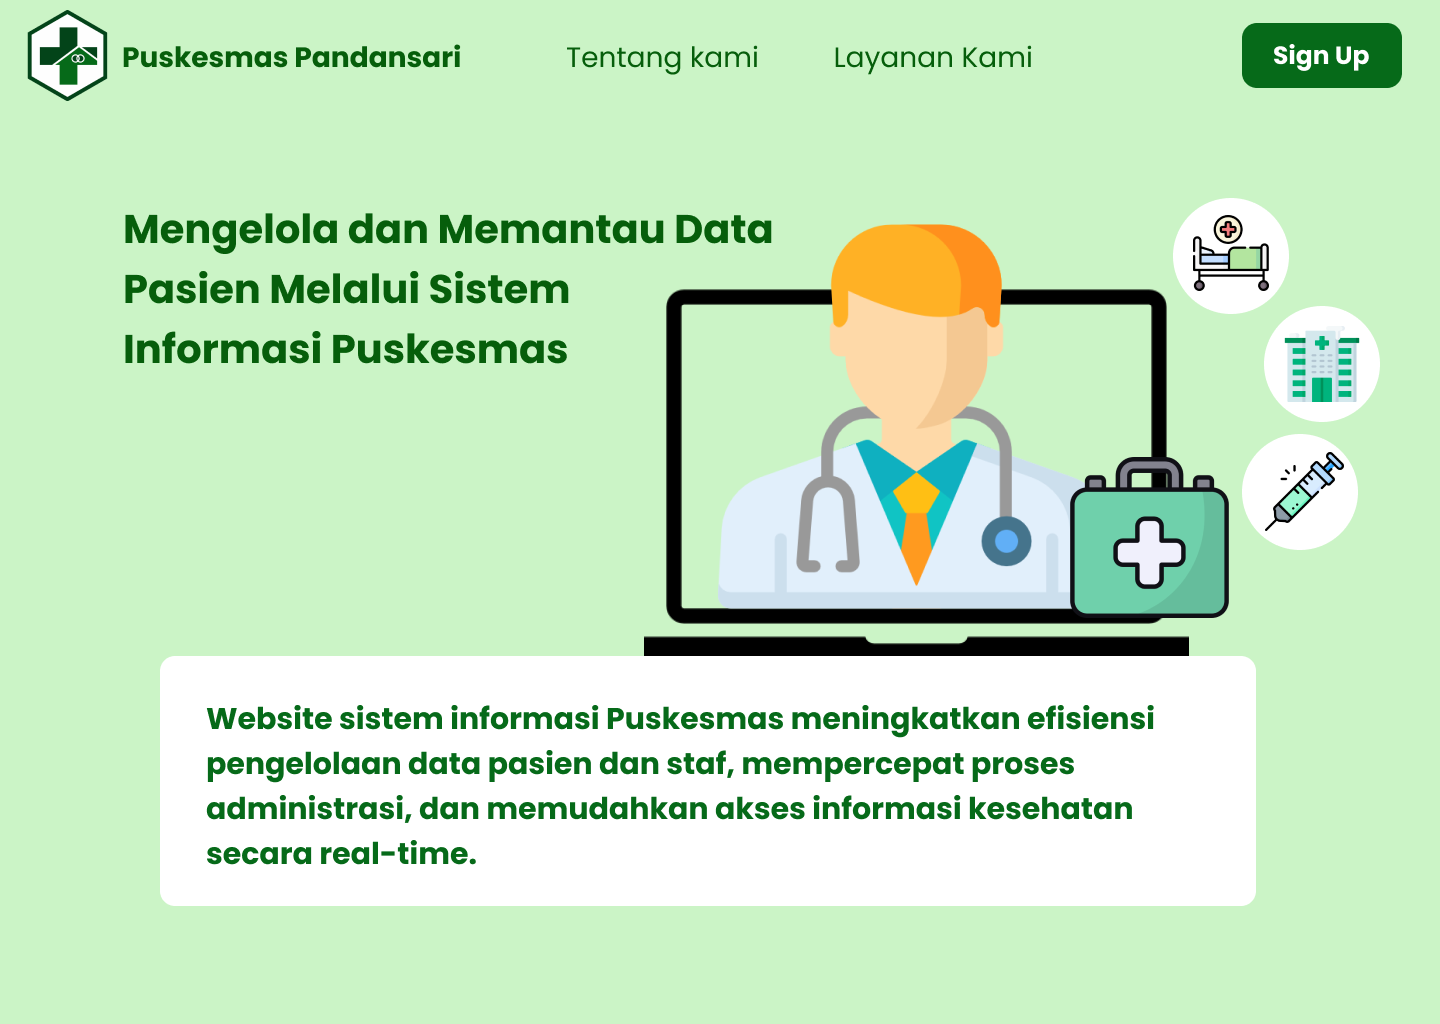 Puskesmas Pandansari
Tentang kami
Layanan Kami
Sign Up
Mengelola dan Memantau Data
Pasien Melalui Sistem
Informasi Puskesmas
Website sistem informasi Puskesmas meningkatkan efisiensi
pengelolaan data pasien dan staf, mempercepat proses
administrasi, dan memudahkan akses informasi kesehatan
secara real-time.